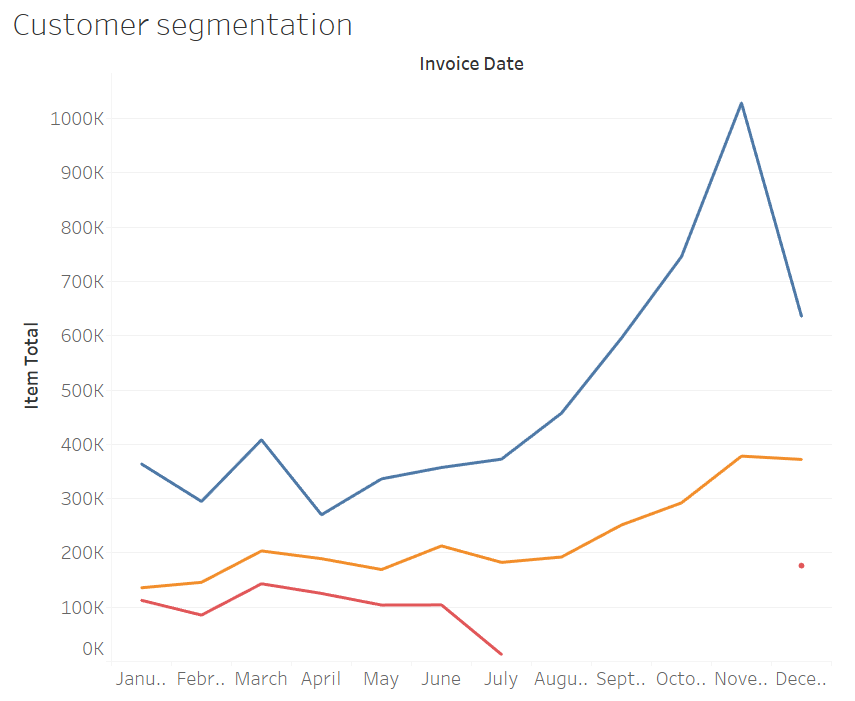 Customer segmentation
Invoice Date
Item Total
1000K
900K
800K
700K
600K
500K
400K
300K
200K
100K
0K
Janu.. Febr.. March April May June July Augu.. Sept.. Octo.. Nove.. Dece..